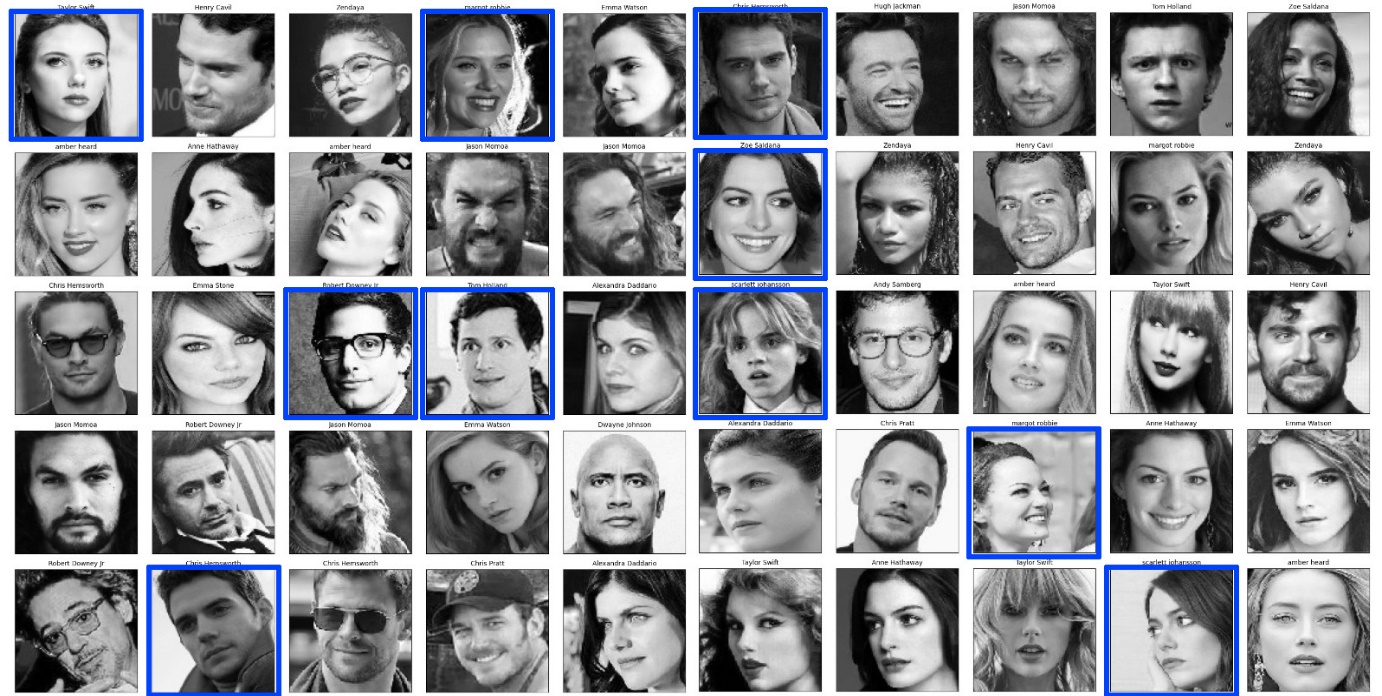 Taylor Swift
Henry Cavil
Zendaya
margot robbie
Emma Watson
Chris Hemsworth
Hugh Jackman
Jason Momoa
Tom Holland
Zoe Saldana
amber heard
Anne Hathaway
amber heard
Jason Momoa
Jason Momoa
Zoe Saldana
Zendaya
Henry Cavil
margot robbie
Zendaya
Chris Hemsworth
Emma Stone
Robert Downey Jr
Tom Holland
Alexandra Daddario
scarlett johansson
Andy Samberg
amber heard
Taylor Swift
Henry Cavil
Jason Momoa
Robert Downey Jr
Jason Momoa
Emma Watson
Dwayne Johnson
Alexandra Daddario
Chris Pratt
margot robbie
Anne Hathaway
Emma Watson
Robert Downey Jr
Chris Hemsworth
Chris Hemsworth
Chris Pratt
Alexandra Daddario
Taylor Swift
Anne Hathaway
Taylor Swift
scarlett johansson
amber heard